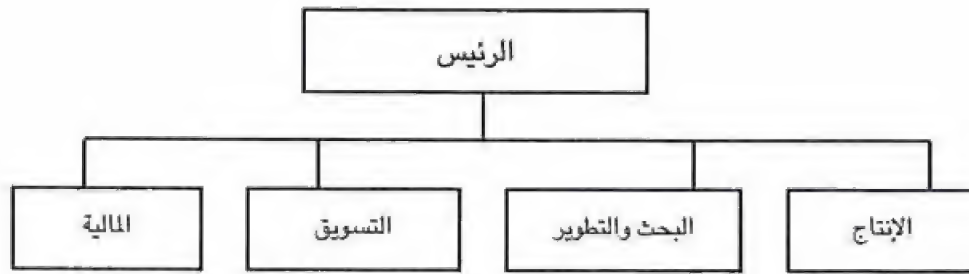 الرئيس
الإنتاج
البحث والتطوير
التسويق
المالية